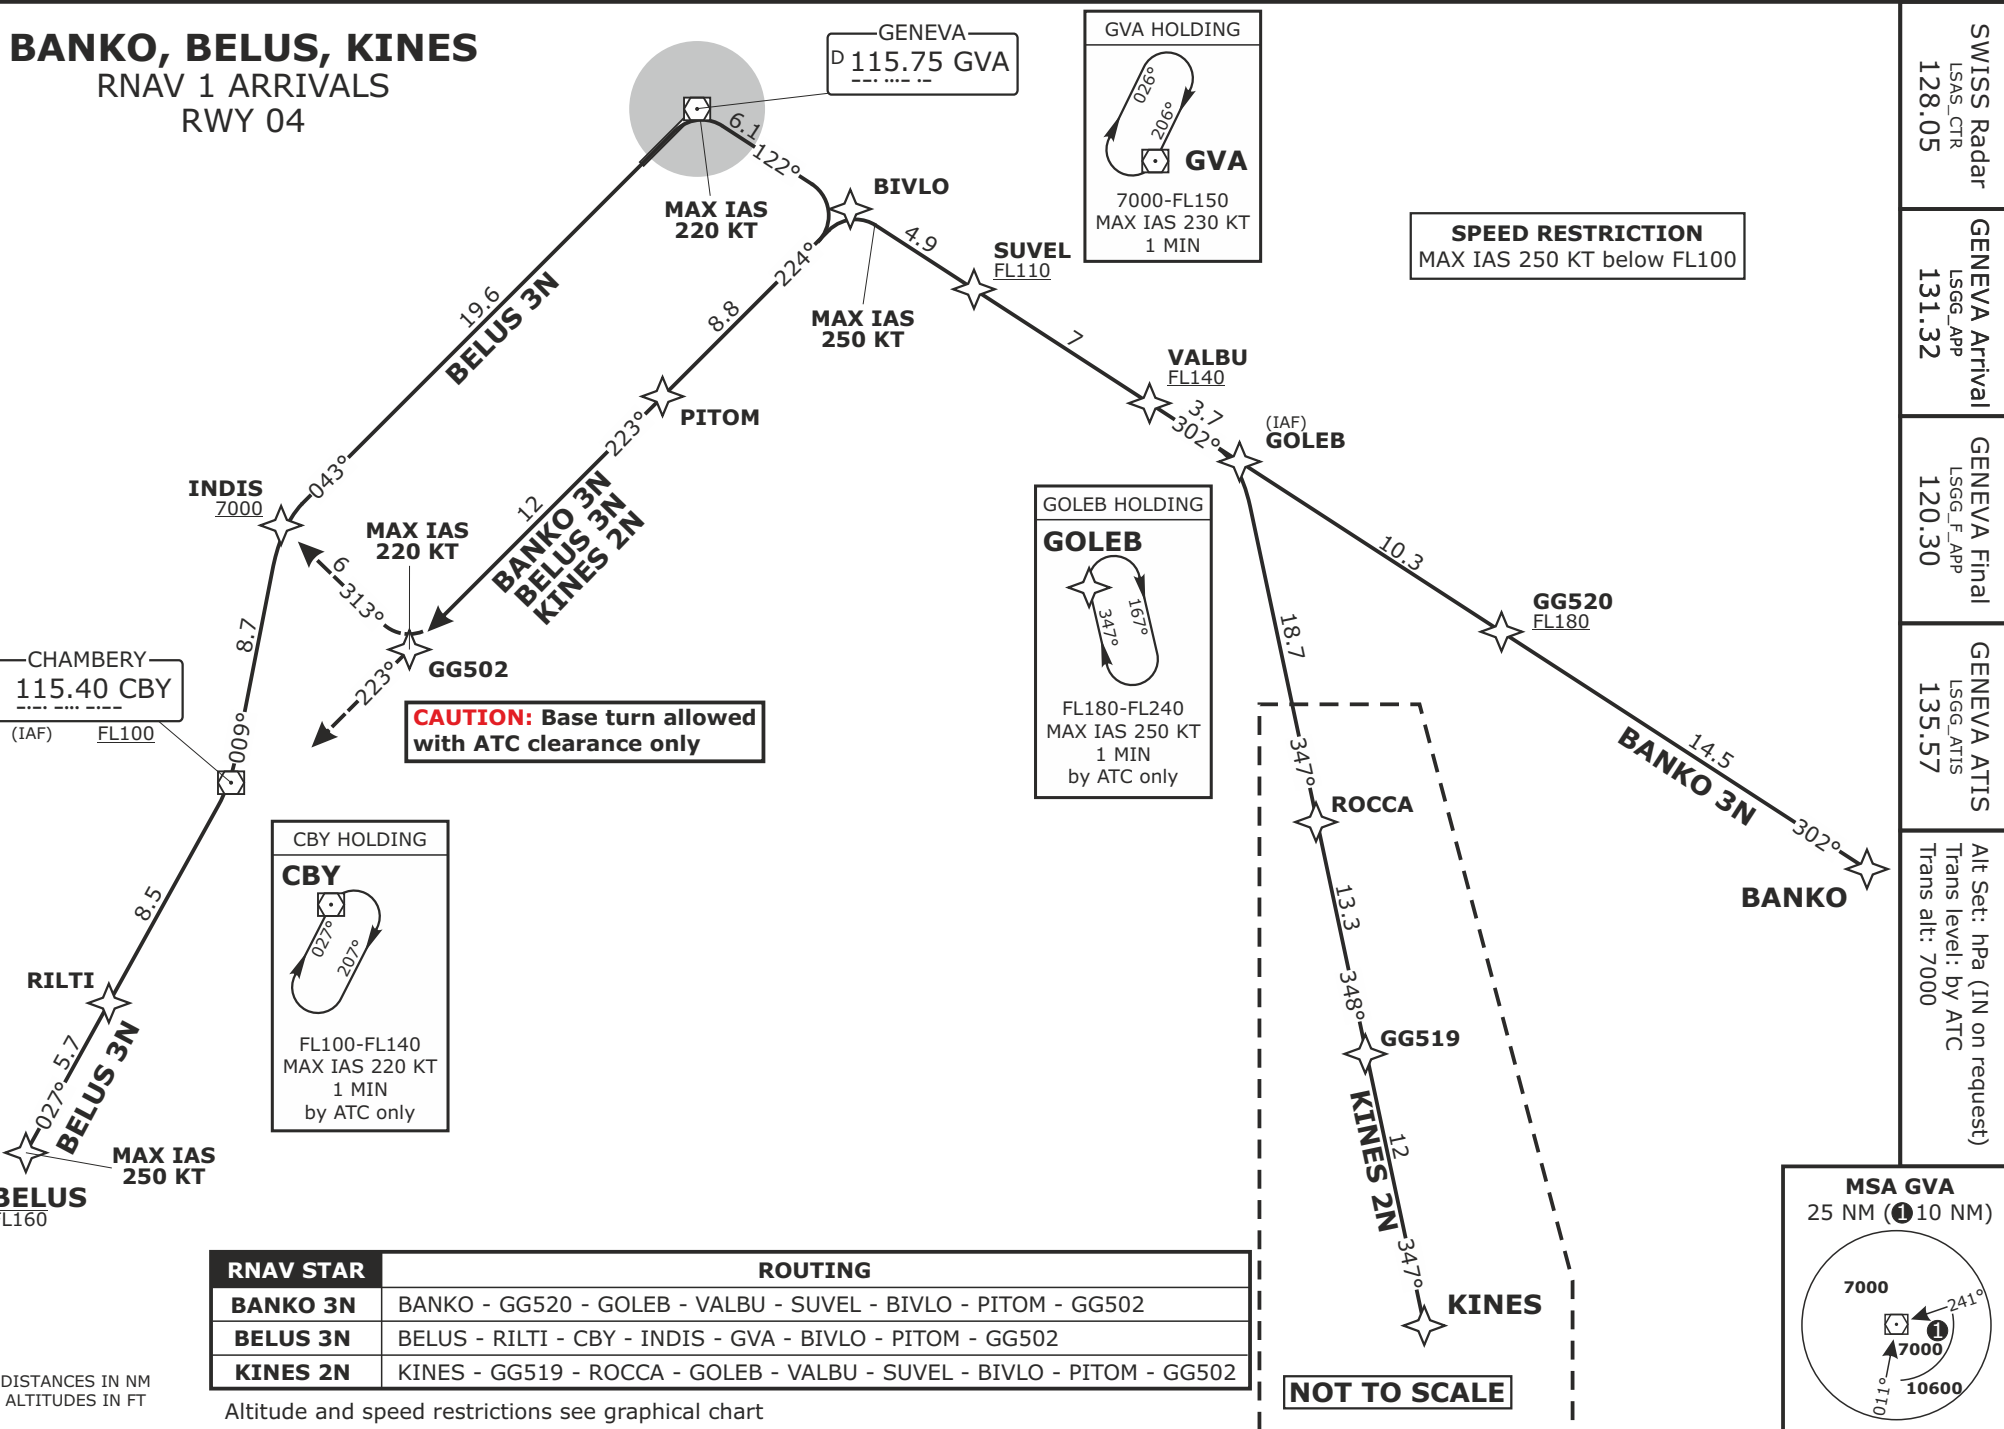 BANKO, BELUS, KINES
RNAV 1 ARRIVALS
RWY 04
GENEVA
D 115.75 GVA
MAX IAS
220 KT
6.1
122°
BIVLO
MAX IAS
250 KT
4.9
SUVEL
FL110
7
VALBU
FL140
3.7
302°
(IAF)
GOLEB
10.3
GG520
FL180
14.5
BANKO 3N
302°
BANKO
GVA HOLDING
026°
206°
GVA
7000-FL150
MAX IAS 230 KT
1 MIN
SPEED RESTRICTION
MAX IAS 250 KT below FL100
19.6
BELUS 3N
043°
224°
8.8
PITOM
223°
12
BANKO 3N
BELUS 3N
KINES 2N
INDIS
7000
MAX IAS
220 KT
6
313°
GG502
223°
CAUTION: Base turn allowed
with ATC clearance only
8.7
009°
CHAMBERY
115.40 CBY
(IAF)
FL100
8.5
RILTI
5.7
027°
BELUS 3N
MAX IAS
250 KT
BELUS
FL160
CBY HOLDING
CBY
027°
207°
FL100-FL140
MAX IAS 220 KT
1 MIN
by ATC only
GOLEB HOLDING
GOLEB
347°
167°
FL180-FL240
MAX IAS 250 KT
1 MIN
by ATC only
18.7
347°
ROCCA
13.3
348°
GG519
12
KINES 2N
347°
KINES
NOT TO SCALE
RNAV STAR ROUTING
BANKO 3N BANKO - GG520 - GOLEB - VALBU - SUVEL - BIVLO - PITOM - GG502
BELUS 3N BELUS - RILTI - CBY - INDIS - GVA - BIVLO - PITOM - GG502
KINES 2N KINES - GG519 - ROCCA - GOLEB - VALBU - SUVEL - BIVLO - PITOM - GG502
Altitude and speed restrictions see graphical chart
DISTANCES IN NM
ALTITUDES IN FT
SWISS Radar
LSAS_CTR
128.05
GENEVA Arrival
LSGG_APP
131.32
GENEVA Final
LSGG_F_APP
120.30
GENEVA ATIS
LSGG_ATIS
135.57
Alt Set: hPa (IN on request)
Trans level: by ATC
Trans alt: 7000
MSA GVA
25 NM (1 10 NM)
7000
241°
1
7000
011°
10600